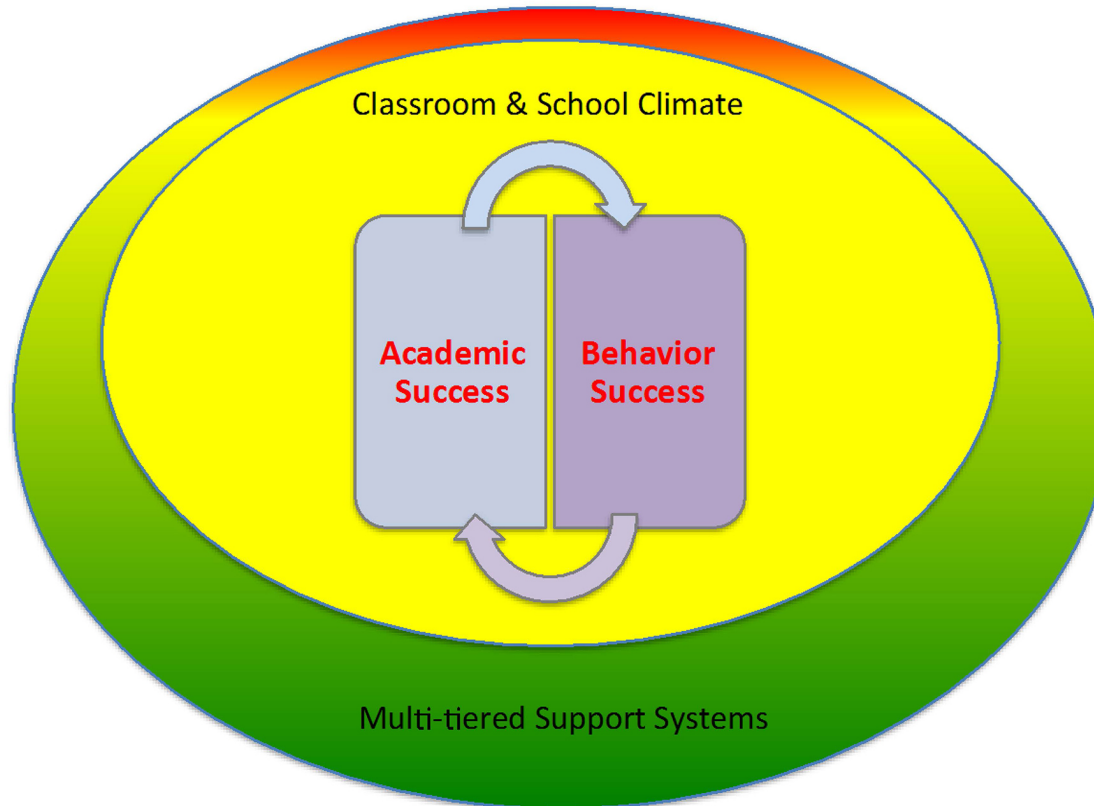 Classroom & School Climate
Academic
Success
Behavior
Success
Multi-tiered Support Systems